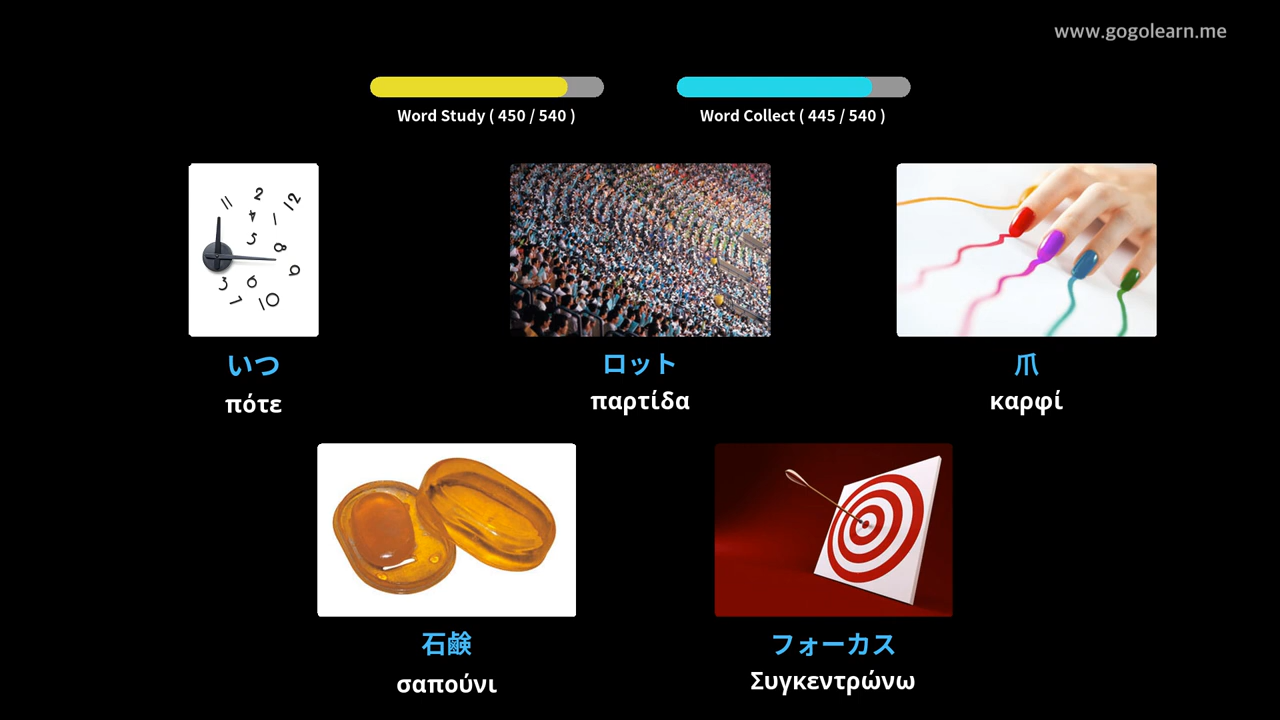 www.gogolearn.me
Word Study ( 450 / 540 )
Word Collect ( 445 / 540 )
いつ
πότε
ロット
παρτίδα
爪
καρφί
石鹸
σαπούνι
フォーカス
Συγκεντρώνω